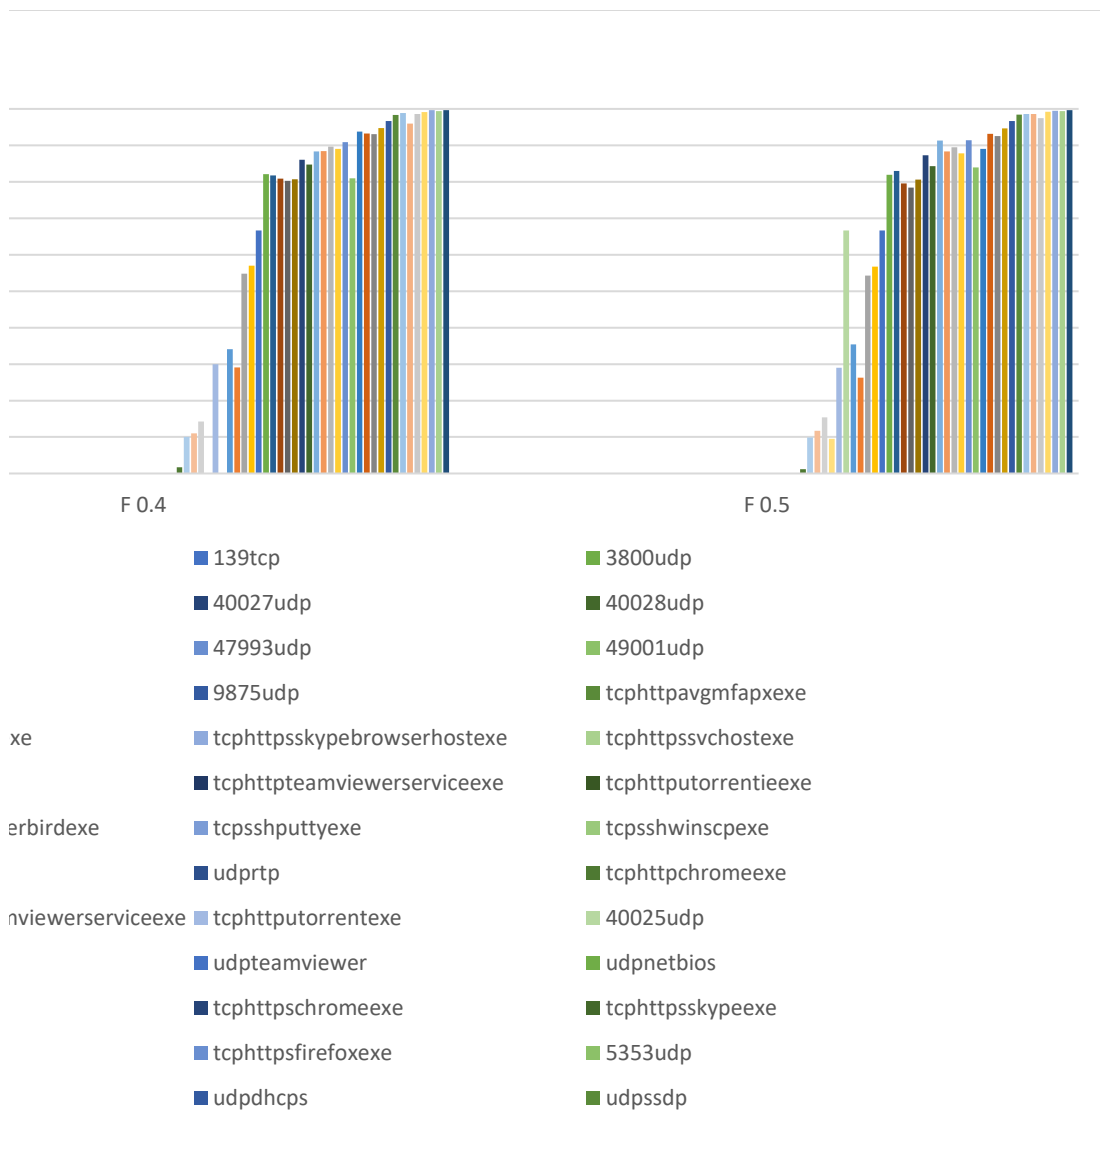 F 0.4 F 0.5
139tcp 3800udp
40027udp 40028udp
47993udp 49001udp
9875udp tcphttpavgmfapxexe
xe tcphttpsskypebrowserhostexe tcphttpssvchostexe
tcphttpteamviewerserviceexe tcphttputorrentieexe
erbirdexe tcpsshputtyexe tcpsshwinscpexe
udprtp tcphttpchromeexe
viewerserviceexe tcphttputorrentexe 40025udp
udpteamviewer udpnetbios
tcphttpschromeexe tcphttpsskypeexe
tcphttpsfirefoxexe 5353udp
udpdhcps udpssdp